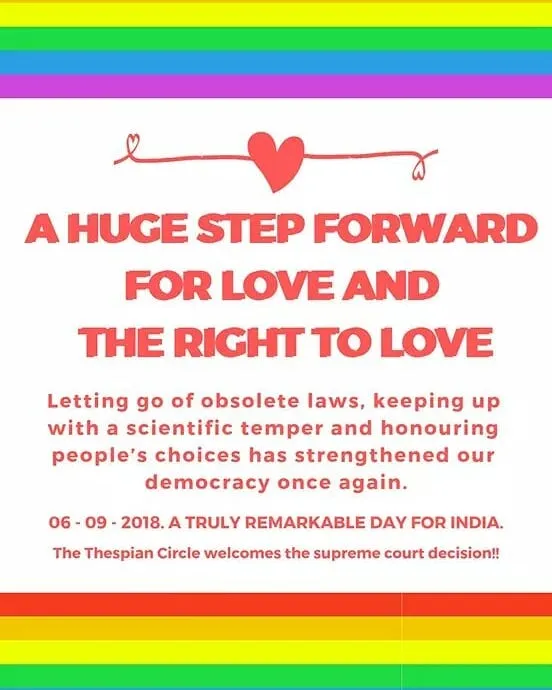 A HUGE STEP FORWARD
FOR LOVE AND
THE RIGHT TO LOVE
Letting go of obsolete laws, keeping up
with a scientific temper and honouring
people's choices has strengthened our
democracy once again.
06 - 09 - 2018. A TRULY REMARKABLE DAY FOR INDIA.
The Thespian Circle welcomes the supreme court decision!!